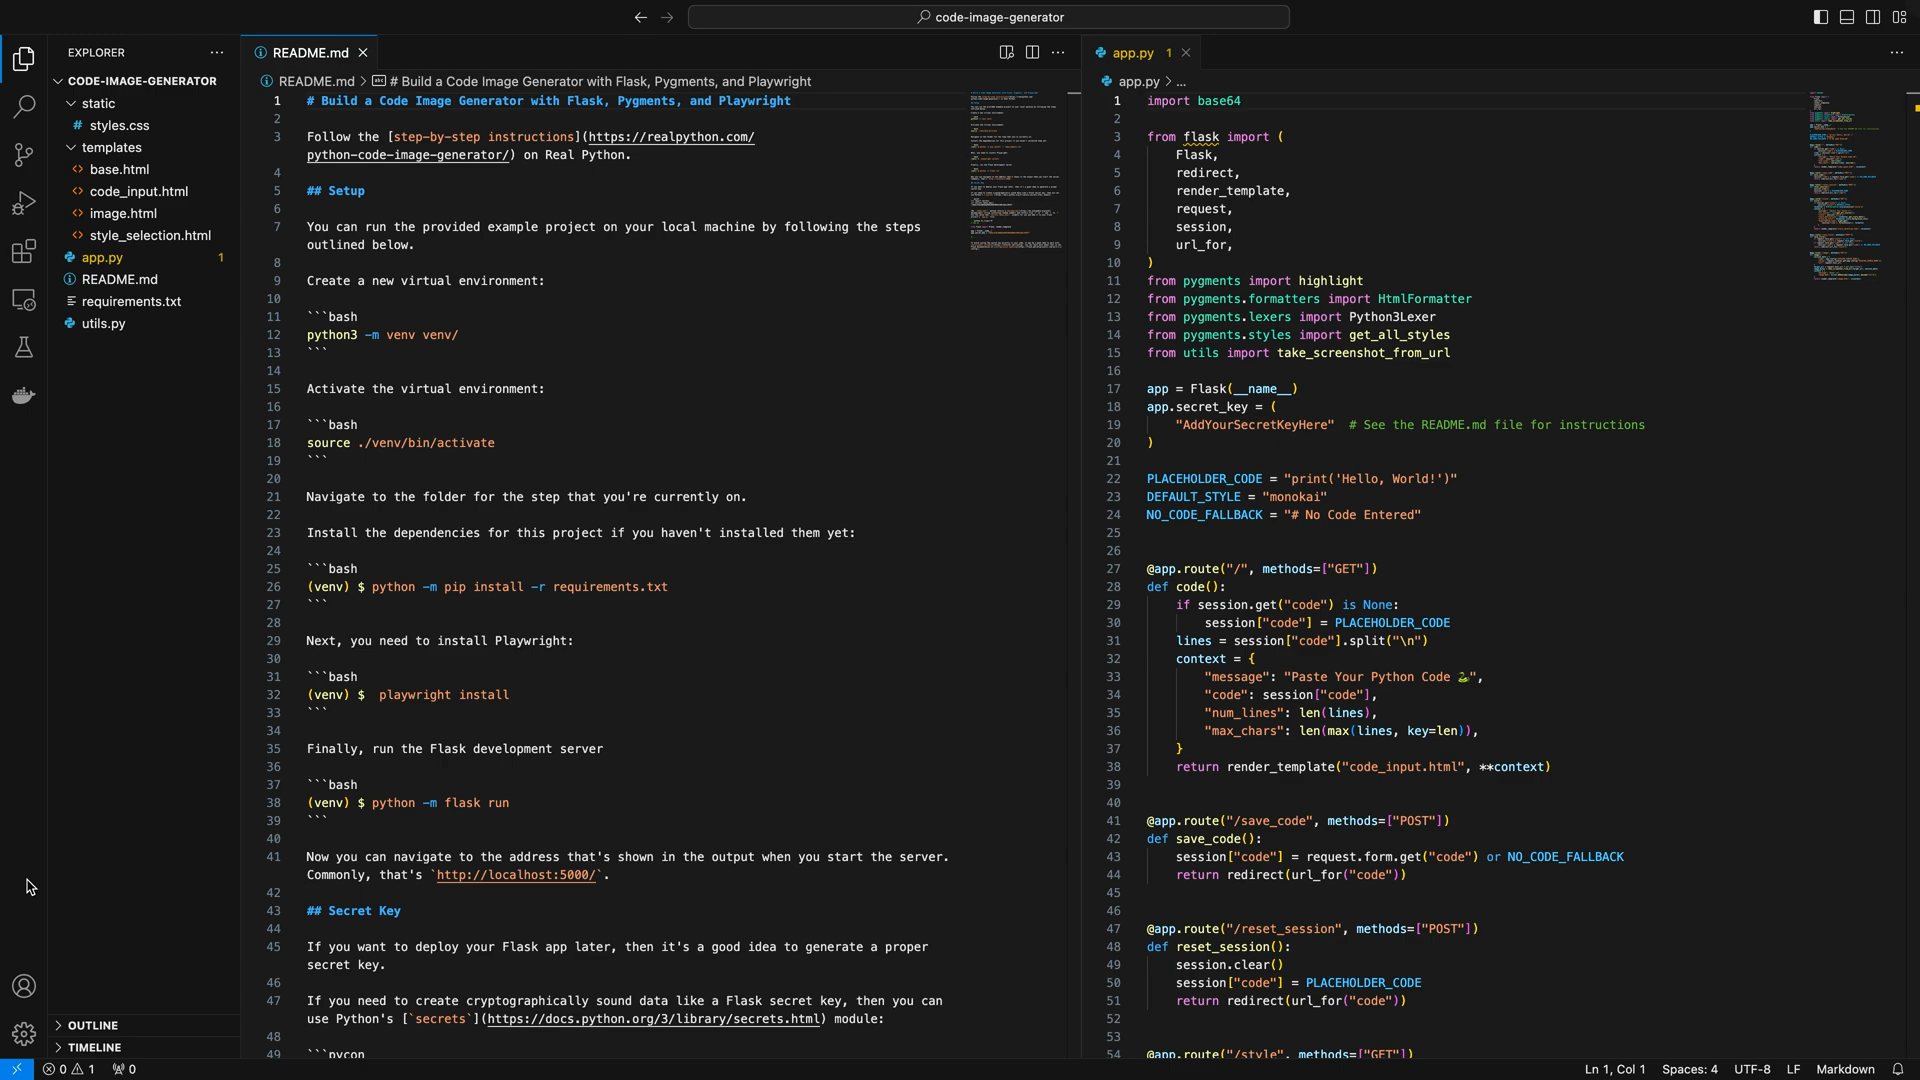 code-image-generator
EXPLORER
CODE-IMAGE-GENERATOR
static
# styles.css
templates
<> base.html
<> code_input.html
<> image.html
<> style_selection.html
app.py 1
README.md
requirements.txt
utils.py
OUTLINE
TIMELINE
README.md
README.md > # Build a Code Image Generator with Flask, Pygments, and Playwright
1 # Build a Code Image Generator with Flask, Pygments, and Playwright
2
3 Follow the [step-by-step instructions](https://realpython.com/
python-code-image-generator/) on Real Python.
4
5 ## Setup
6
7 You can run the provided example project on your local machine by following the steps
outlined below.
8
9 Create a new virtual environment:
10
11 ```bash
12 python3 -m venv venv/
13 ```
14
15 Activate the virtual environment:
16
17 ```bash
18 source ./venv/bin/activate
19 ```
20
21 Navigate to the folder for the step that you're currently on.
22
23 Install the dependencies for this project if you haven't installed them yet:
24
25 ```bash
26 (venv) $ python -m pip install -r requirements.txt
27 ```
28
29 Next, you need to install Playwright:
30
31 ```bash
32 (venv) $  playwright install
33 ```
34
35 Finally, run the Flask development server
36
37 ```bash
38 (venv) $ python -m flask run
39 ```
40
41 Now you can navigate to the address that's shown in the output when you start the server.
Commonly, that's `http://localhost:5000/`.
42
43 ## Secret Key
44
45 If you want to deploy your Flask app later, then it's a good idea to generate a proper
secret key.
46
47 If you need to create cryptographically sound data like a Flask secret key, then you can
use Python's [`secrets`](https://docs.python.org/3/library/secrets.html) module:
48
49 ```pycon
app.py 1
app.py > ...
1 import base64
2
3 from flask import (
4     Flask,
5     redirect,
6     render_template,
7     request,
8     session,
9     url_for,
10 )
11 from pygments import highlight
12 from pygments.formatters import HtmlFormatter
13 from pygments.lexers import Python3Lexer
14 from pygments.styles import get_all_styles
15 from utils import take_screenshot_from_url
16
17 app = Flask(__name__)
18 app.secret_key = (
19     "AddYourSecretKeyHere"  # See the README.md file for instructions
20 )
21
22 PLACEHOLDER_CODE = "print('Hello, World!')"
23 DEFAULT_STYLE = "monokai"
24 NO_CODE_FALLBACK = "# No Code Entered"
25
26
27 @app.route("/", methods=["GET"])
28 def code():
29     if session.get("code") is None:
30         session["code"] = PLACEHOLDER_CODE
31     lines = session["code"].split("\n")
32     context = {
33         "message": "Paste Your Python Code 🐍",
34         "code": session["code"],
35         "num_lines": len(lines),
36         "max_chars": len(max(lines, key=len)),
37     }
38     return render_template("code_input.html", **context)
39
40
41 @app.route("/save_code", methods=["POST"])
42 def save_code():
43     session["code"] = request.form.get("code") or NO_CODE_FALLBACK
44     return redirect(url_for("code"))
45
46
47 @app.route("/reset_session", methods=["POST"])
48 def reset_session():
49     session.clear()
50     session["code"] = PLACEHOLDER_CODE
51     return redirect(url_for("code"))
52
53
54 @app.route("/style", methods=["GET"])
0 1 0
Ln 1, Col 1 Spaces: 4 UTF-8 LF Markdown